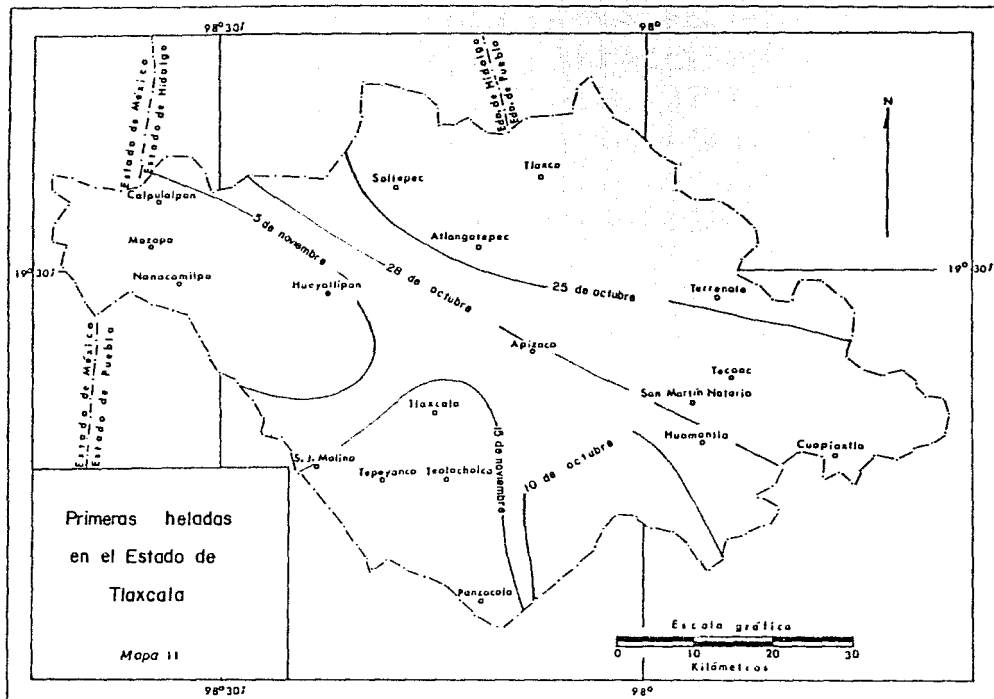 98°30'
98°
Estado de México
Estado de Hidalgo
Edo. de Hidalgo
Edo. de Puebla
N
Tlaxco
Soltepec
Calpulalpan
5 de noviembre
Atlangatepec
Mazapa
19°30'
19°30'
28 de octubre
Nanacamilpa
Hueyotlipan
25 de octubre
Terrenate
Estado de México
Estado de Puebla
Apizaco
Tecoac
San Martín Notario
Tlaxcala
Huamantla
Cuapiaxtla
15 de noviembre
10 de octubre
S. J. Molino
Tepeyanco
Teolocholco
Primeras heladas
en el Estado de
Tlaxcala
Mapa 11
Panzacola
Escala gráfica
0 10 20 30
Kilómetros
98°30'
98°